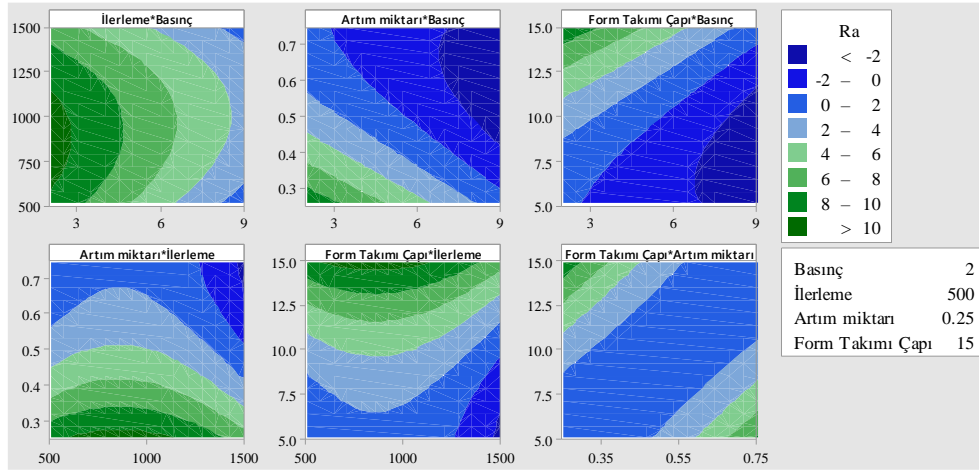 İlerleme*Basınç
1500
1250
1000
750
500
3 6 9
Artım miktarı*Basınç
0.7
0.6
0.5
0.4
0.3
3 6 9
Form Takımı Çapı*Basınç
15.0
12.5
10.0
7.5
5.0
3 6 9
Ra
< -2
-2 – 0
0 – 2
2 – 4
4 – 6
6 – 8
8 – 10
> 10
Artım miktarı*İlerleme
0.7
0.6
0.5
0.4
0.3
500 1000 1500
Form Takımı Çapı*İlerleme
15.0
12.5
10.0
7.5
5.0
500 1000 1500
Form Takımı Çapı*Artım miktarı
15.0
12.5
10.0
7.5
5.0
0.35 0.55 0.75
Basınç 2
İlerleme 500
Artım miktarı 0.25
Form Takımı Çapı 15